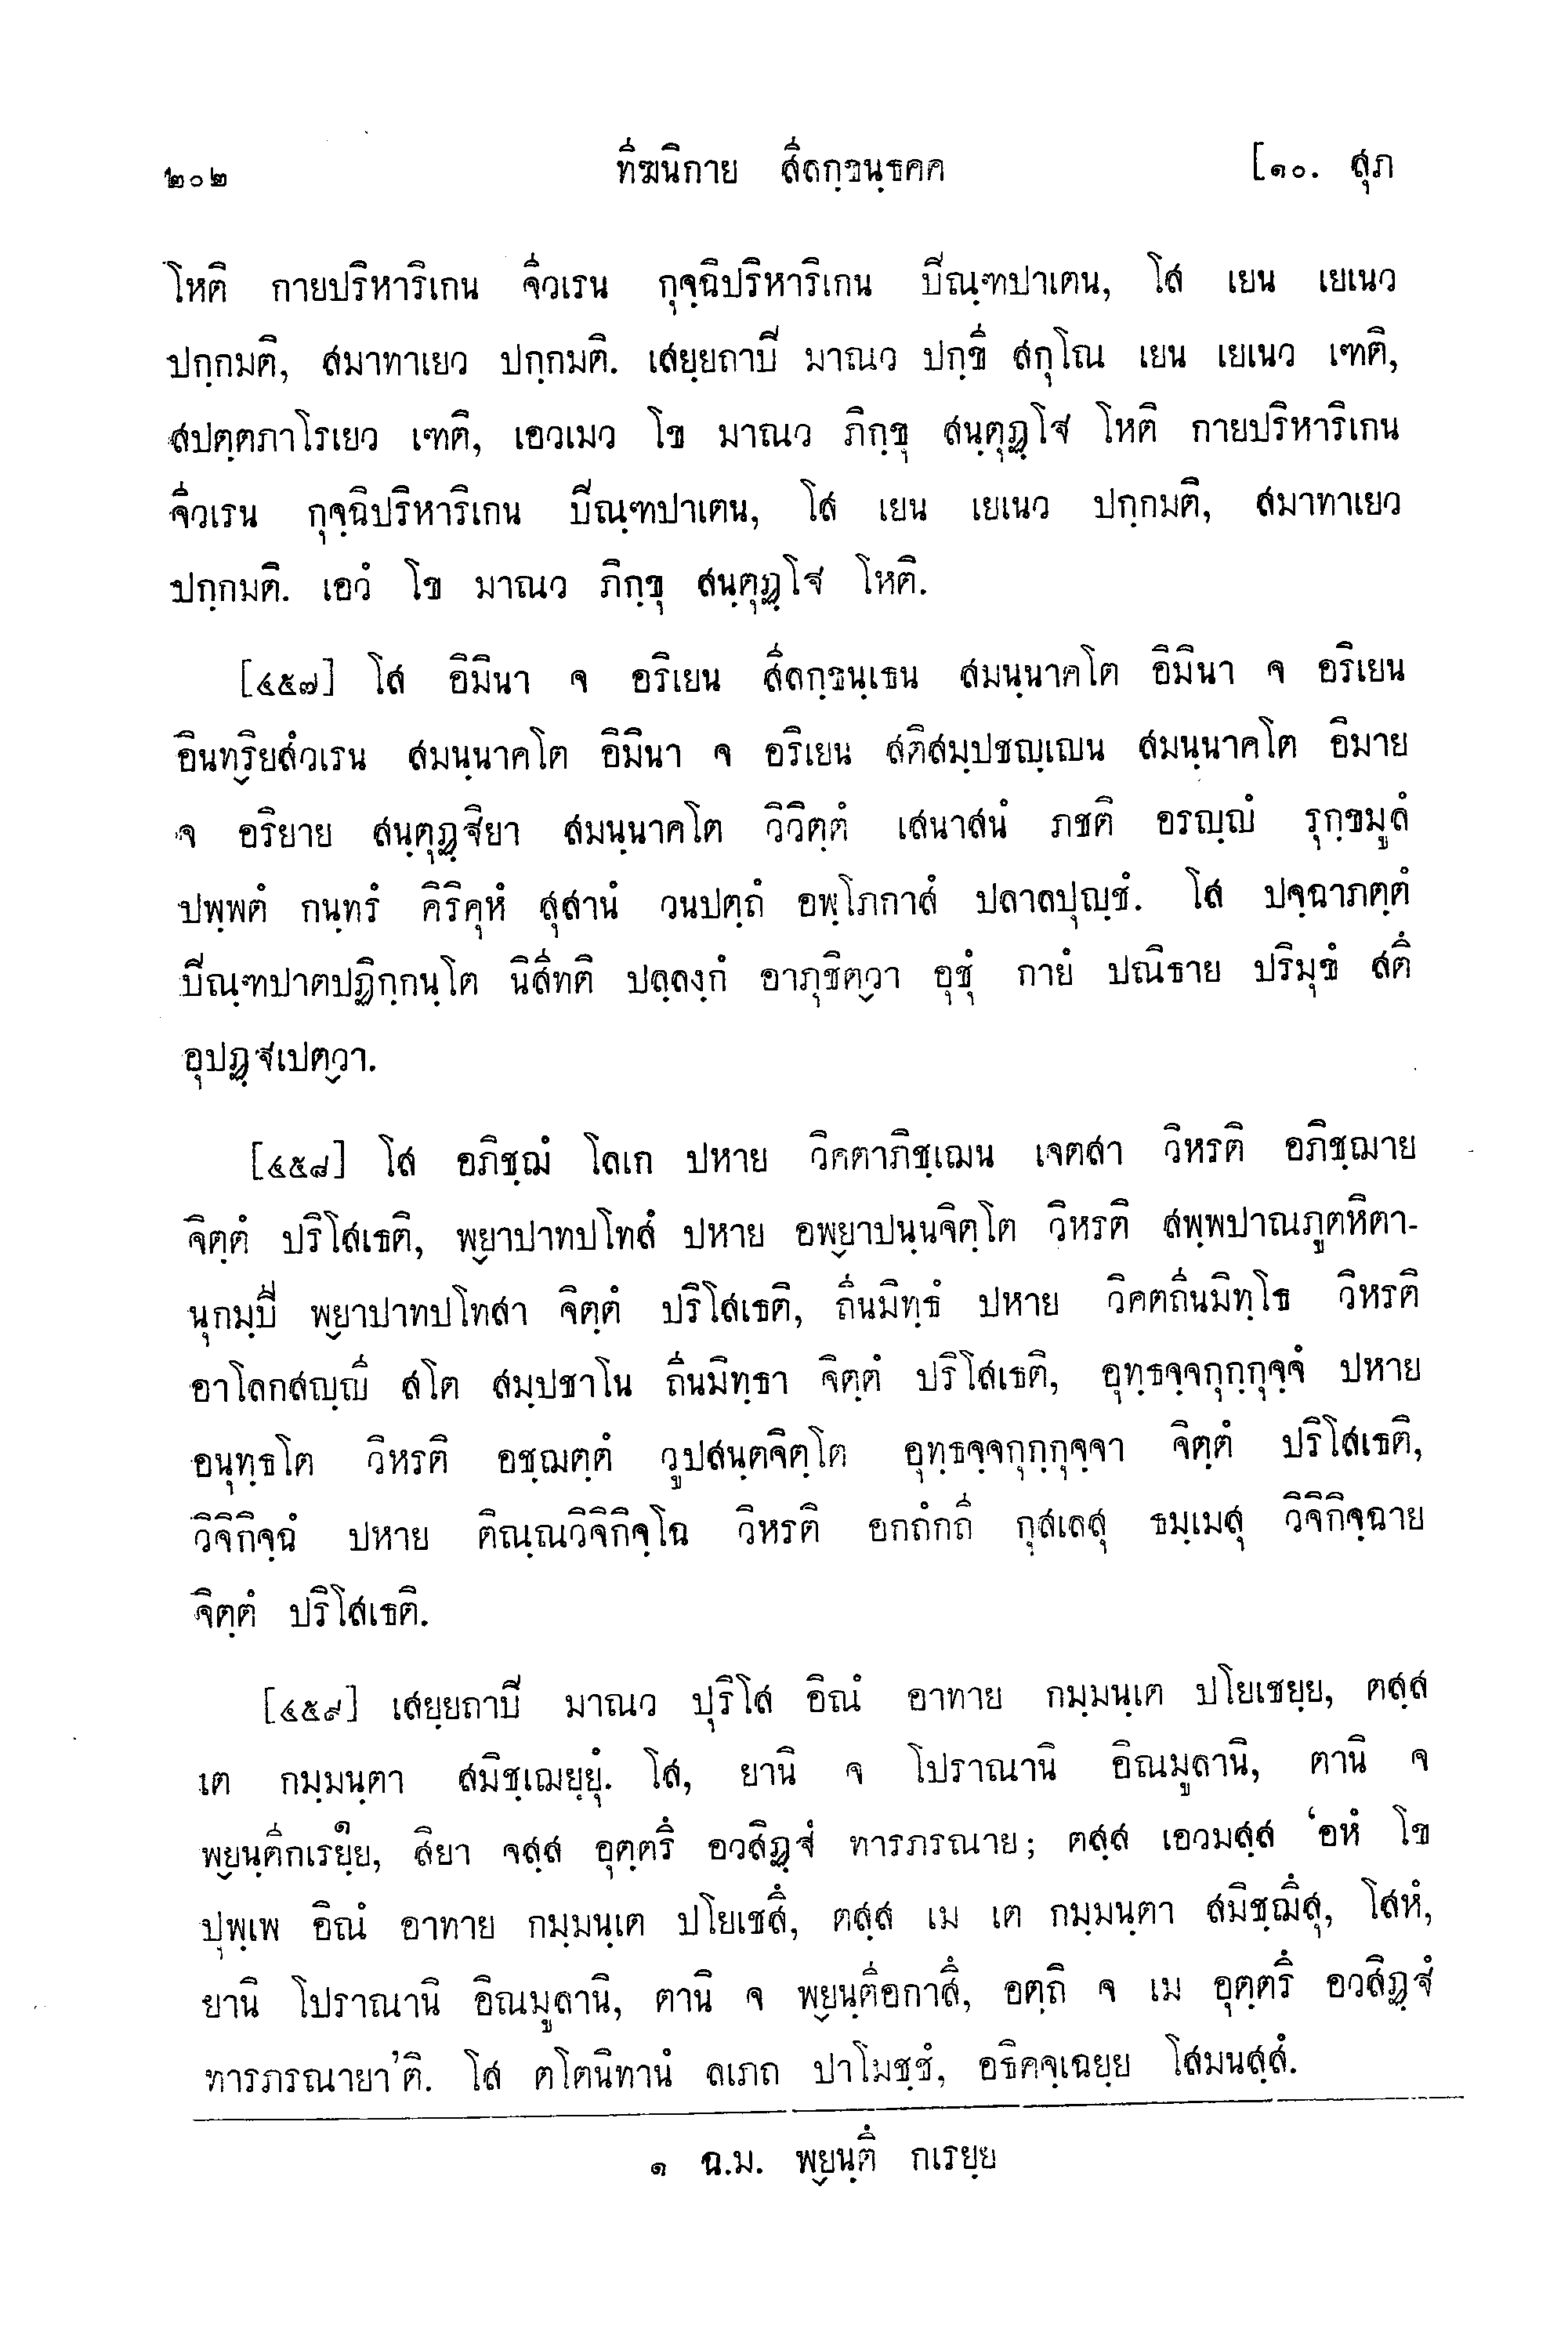 ๒๐๒ ทีฆนิกาย สีลกฺขนฺธคค [๑๐. สุภ
โหติ กายปริหาริเกน จีวเรน กุจฺฉิปริหาริเกน ปิณฺฑปาเตน, โส เยน เยเนว
ปกฺกมติ, สมาทาเยว ปกฺกมติ. เสยฺยถาปิ มาณว ปกฺขี สกุโณ เยน เยเนว เฑติ,
สปตฺตภาโรเยว เฑติ, เอวเมว โข มาณว ภิกฺขุ สนฺตุฏฺโฐ โหติ กายปริหาริเกน
จีวเรน กุจฺฉิปริหาริเกน ปิณฺฑปาเตน, โส เยน เยเนว ปกฺกมติ, สมาทาเยว
ปกฺกมติ. เอวํ โข มาณว ภิกฺขุ สนฺตุฏฺโฐ โหติ.
[๔๕๗] โส อิมินา จ อริเยน สีลกฺขนฺเธน สมนฺนาคโต อิมินา จ อริเยน
อินทฺริยสํวเรน สมนฺนาคโต อิมินา จ อริเยน สติสมฺปชญฺเญน สมนฺนาคโต อิมาย
จ อริยาย สนฺตุฏฺฐิยา สมนฺนาคโต วิวิตฺตํ เสนาสนํ ภชติ อรญฺญํ รุกฺขมูลํ
ปพฺพตํ กนฺทรํ คิริคุหํ สุสานํ วนปตฺถํ อพฺโภกาสํ ปลาลปุญฺชํ. โส ปจฺฉาภตฺตํ
ปิณฺฑปาตปฏิกฺกนฺโต นิสีทติ ปลฺลงฺกํ อาภุชิตฺวา อุชุํ กายํ ปณิธาย ปริมุขํ สตึ
อุปฏฺฐเปตฺวา.
[๔๕๘] โส อภิชฺฌํ โลเก ปหาย วิคตาภิชฺเฌน เจตสา วิหรติ อภิชฺฌาย
จิตฺตํ ปริโสเธติ, พฺยาปาทปโทสํ ปหาย อพฺยาปนฺนจิตฺโต วิหรติ สพฺพปาณภูตหิตา-
นุกมฺปี พฺยาปาทปโทสา จิตฺตํ ปริโสเธติ, ถีนมิทฺธํ ปหาย วิคตถีนมิทฺโธ วิหรติ
อาโลกสญฺญี สโต สมฺปชาโน ถีนมิทฺธา จิตฺตํ ปริโสเธติ, อุทฺธจฺจกุกฺกุจฺจํ ปหาย
อนุทฺธโต วิหรติ อชฺฌตฺตํ วูปสนฺตจิตฺโต อุทฺธจฺจกุกฺกุจฺจา จิตฺตํ ปริโสเธติ,
วิจิกิจฺฉํ ปหาย ติณฺณวิจิกิจฺโฉ วิหรติ อกถํกถี กุสเลสุ ธมฺเมสุ วิจิกิจฺฉาย
จิตฺตํ ปริโสเธติ.
[๔๕๙] เสยฺยถาปิ มาณว ปุริโส อิณํ อาทาย กมฺมนฺเต ปโยเชยฺย, ตสฺส
เต กมฺมนฺตา สมิชฺเฌยฺยุํ. โส, ยานิ จ โปราณานิ อิณมูลานิ, ตานิ จ
พฺยนฺตีกเรยฺย๑, สิยา จสฺส อุตฺตรึ อวสิฏฺฐํ ทารภรณาย; ตสฺส เอวมสฺส ‘อหํ โข
ปุพฺเพ อิณํ อาทาย กมฺมนฺเต ปโยเชสึ, ตสฺส เม เต กมฺมนฺตา สมิชฺฌึสุ, โสหํ,
ยานิ โปราณานิ อิณมูลานิ, ตานิ จ พฺยนฺตีอกาสึ, อตฺถิ จ เม อุตฺตรึ อวสิฏฺฐํ
ทารภรณายา’ติ. โส ตโตนิทานํ ลเภถ ปาโมชฺชํ, อธิคจฺเฉยฺย โสมนสฺสํ.
๑ ฉ.ม. พฺยนฺตึ กเรยฺย